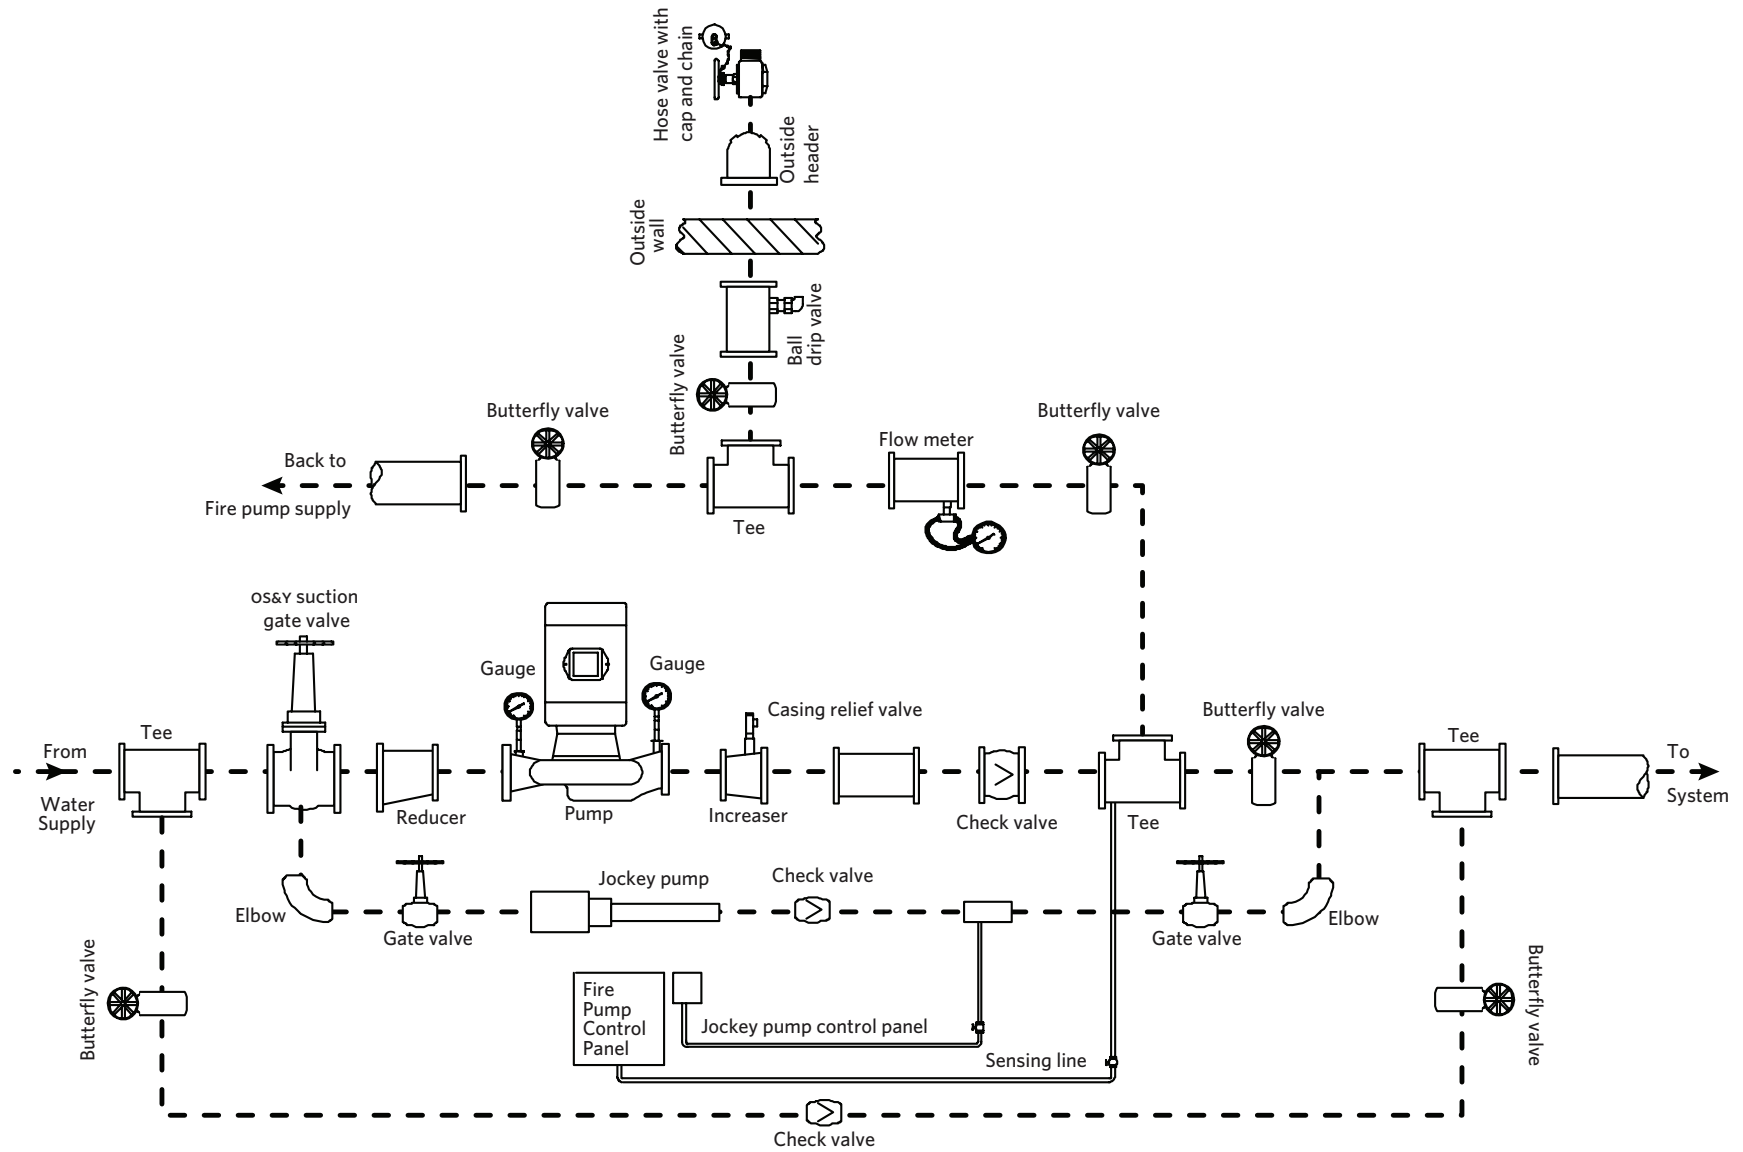 Hose valve with
cap and chain
Outside
header
Outside
wall
Ball
drip valve
Butterfly valve
Butterfly valve
Butterfly valve
Flow meter
Back to
Fire pump supply
Tee
OS&Y suction
gate valve
Gauge
Gauge
Casing relief valve
Butterfly valve
Tee
Tee
From
To
Water
Supply
System
Reducer
Pump
Increaser
Check valve
Tee
Jockey pump
Check valve
Elbow
Elbow
Gate valve
Gate valve
Butterfly valve
Butterfly valve
Fire
Pump
Control
Panel
Jockey pump control panel
Sensing line
Check valve